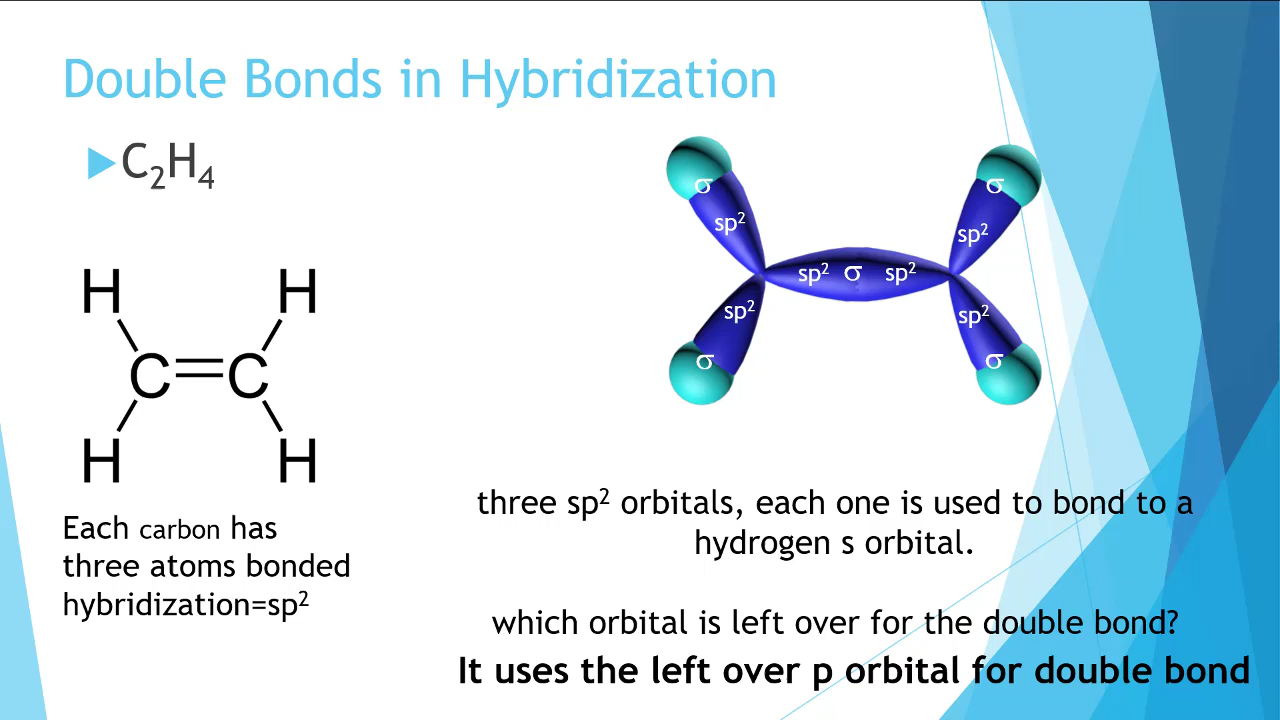 Double Bonds in Hybridization
C₂H₄
H H
C=C
H H
Each carbon has
three atoms bonded
hybridization=sp²
σ σ
sp² sp²
sp² σ sp²
sp² sp²
σ σ
three sp² orbitals, each one is used to bond to a
hydrogen s orbital.
which orbital is left over for the double bond?
It uses the left over p orbital for double bond